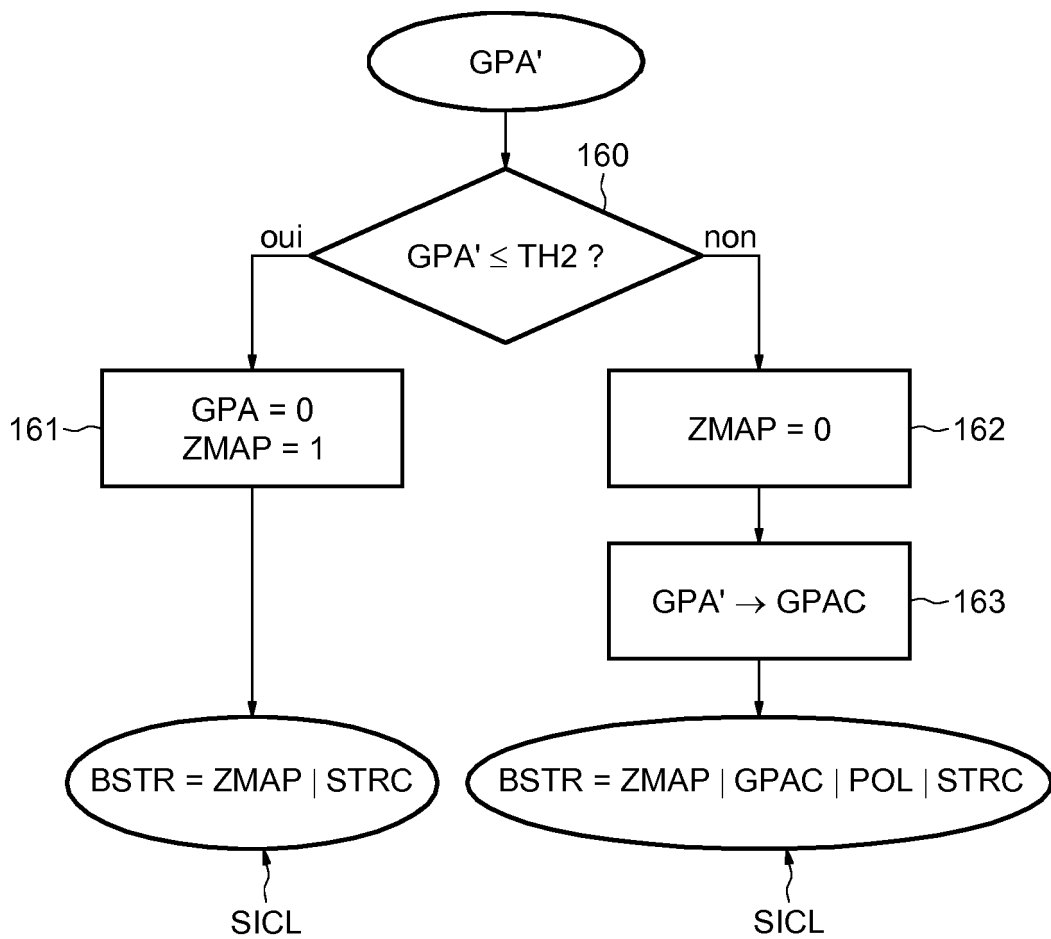 GPA'
160
oui
GPA' ≤ TH2 ?
non
161
GPA = 0
ZMAP = 1
ZMAP = 0
162
GPA' → GPAC
163
BSTR = ZMAP | STRC
BSTR = ZMAP | GPAC | POL | STRC
SICL
SICL